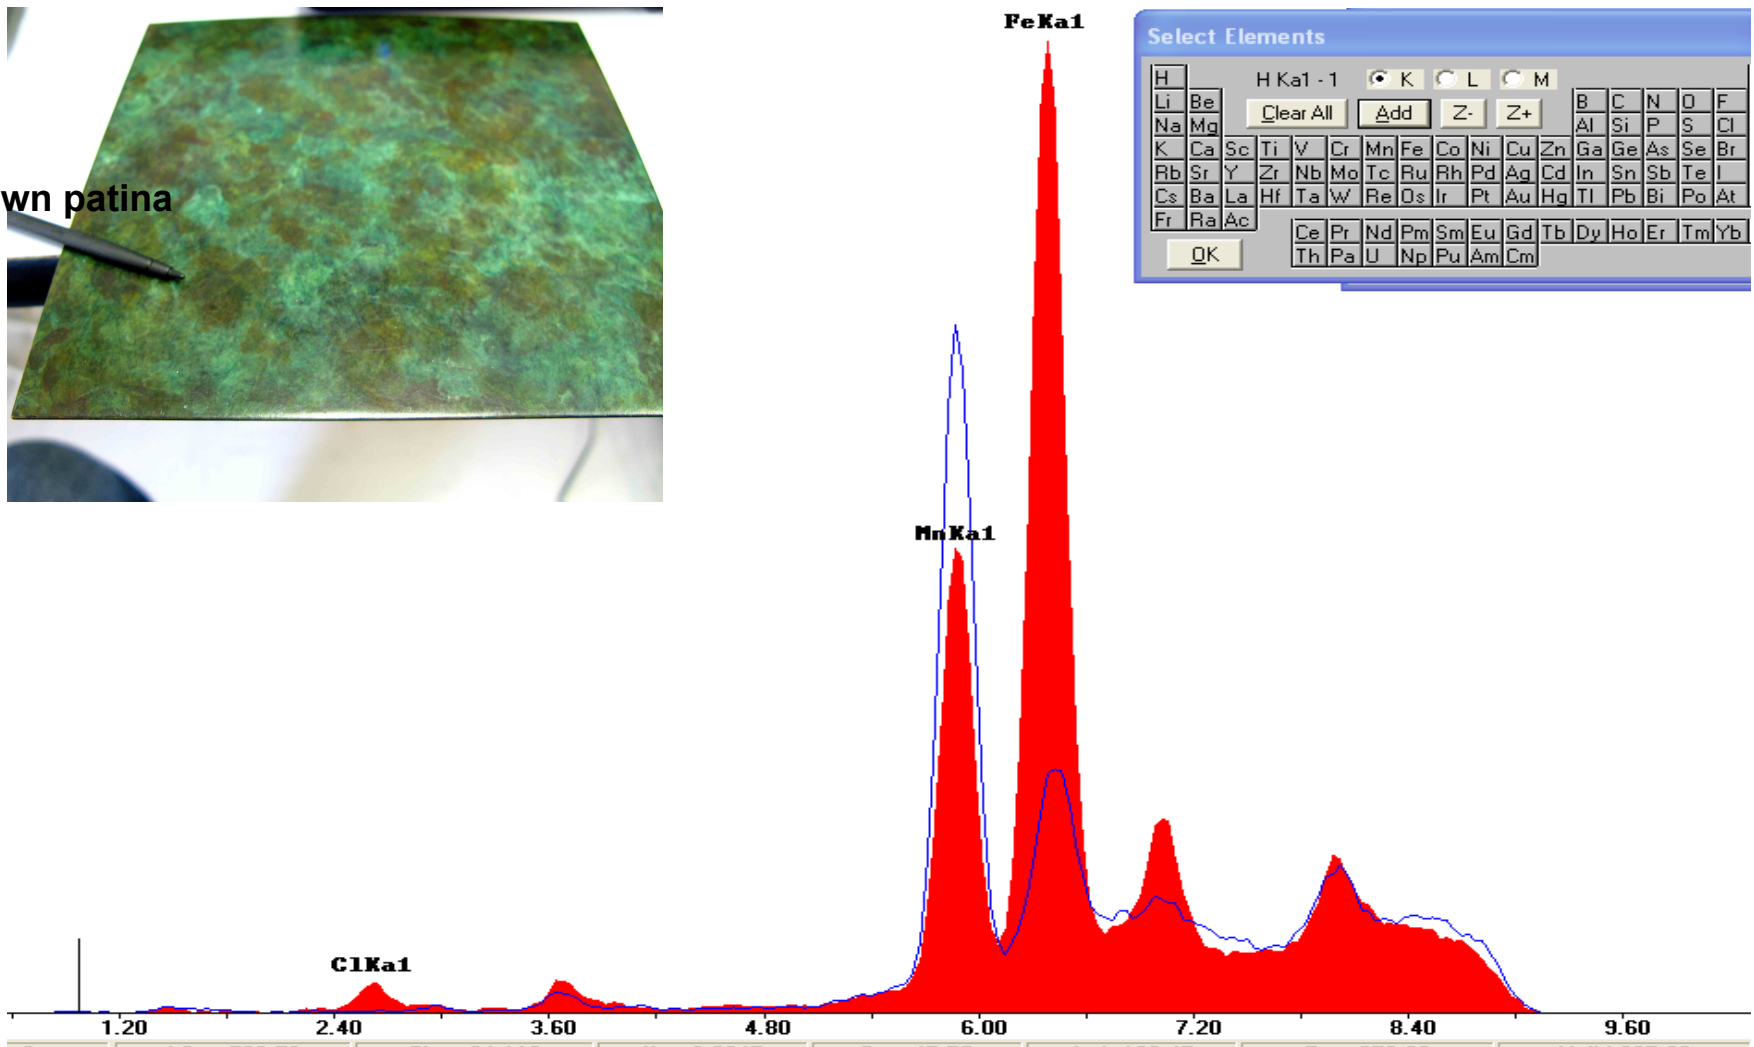 wn patina
FeKa1
MnKa1
ClKa1
Select Elements
H Ka1 - 1 K L M
Clear All Add Z- Z+
H
Li Be B C N O F
Na Mg Al Si P S Cl
K Ca Sc Ti V Cr Mn Fe Co Ni Cu Zn Ga Ge As Se Br
Rb Sr Y Zr Nb Mo Tc Ru Rh Pd Ag Cd In Sn Sb Te I
Cs Ba La Hf Ta W Re Os Ir Pt Au Hg Tl Pb Bi Po At
Fr Ra Ac
Ce Pr Nd Pm Sm Eu Gd Tb Dy Ho Er Tm Yb
Th Pa U Np Pu Am Cm
OK
1.20 2.40 3.60 4.80 6.00 7.20 8.40 9.60